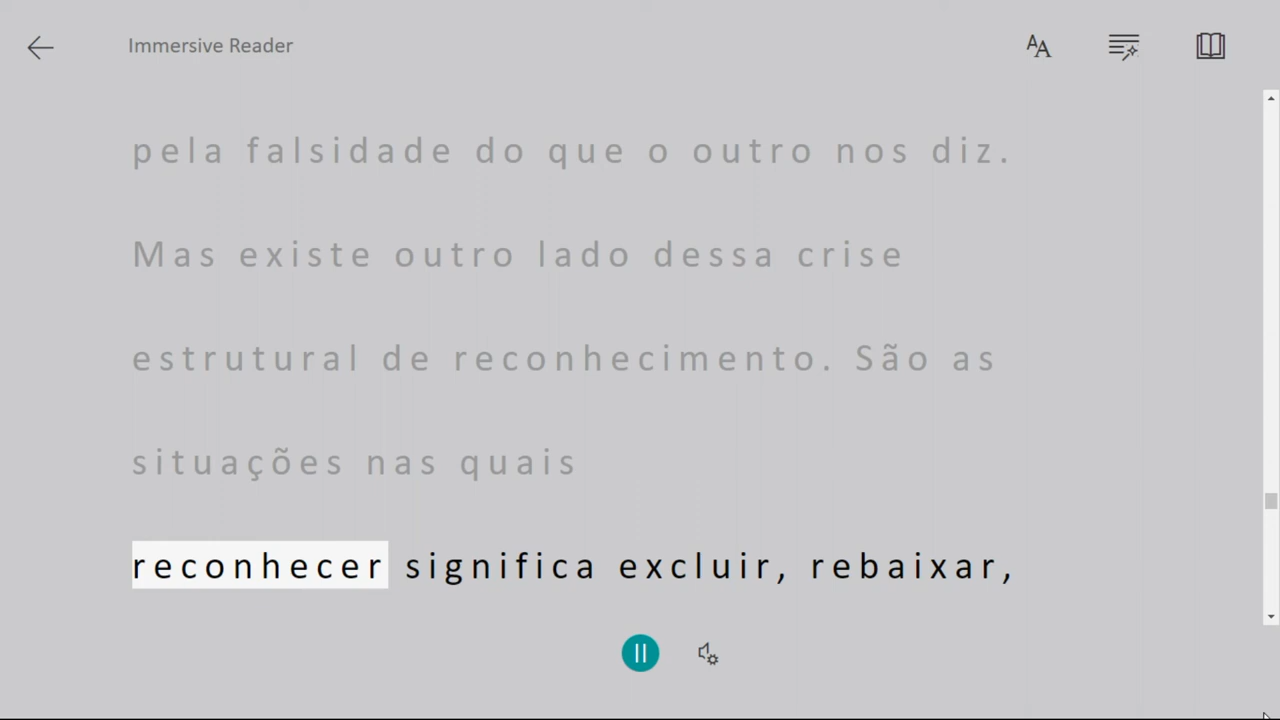 Immersive Reader
pela falsidade do que o outro nos diz.
Mas existe outro lado dessa crise
estrutural de reconhecimento. São as
situações nas quais
reconhecer significa excluir, rebaixar,